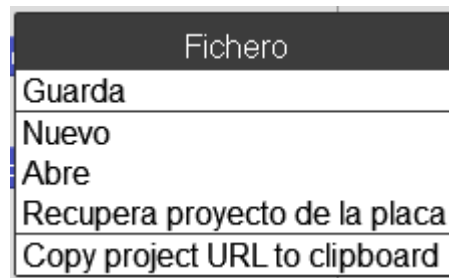 Fichero
Guarda
Nuevo
Abre
Recupera proyecto de la placa
Copy project URL to clipboard